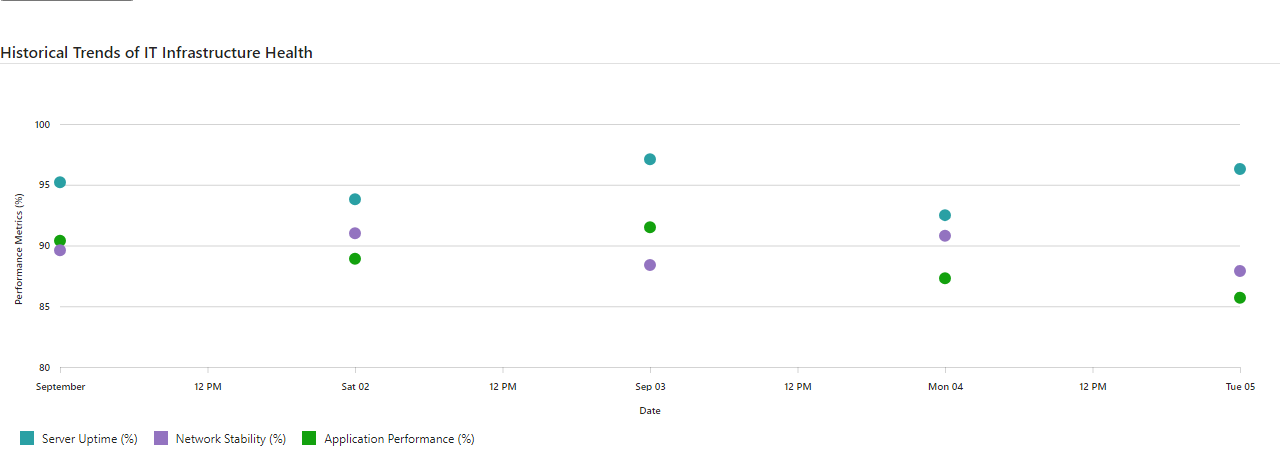 Historical Trends of IT Infrastructure Health
100
95
90
85
80
Performance Metrics (%)
September 12 PM Sat 02 12 PM Sep 03 12 PM Mon 04 12 PM Tue 05
Date
Server Uptime (%) Network Stability (%) Application Performance (%)